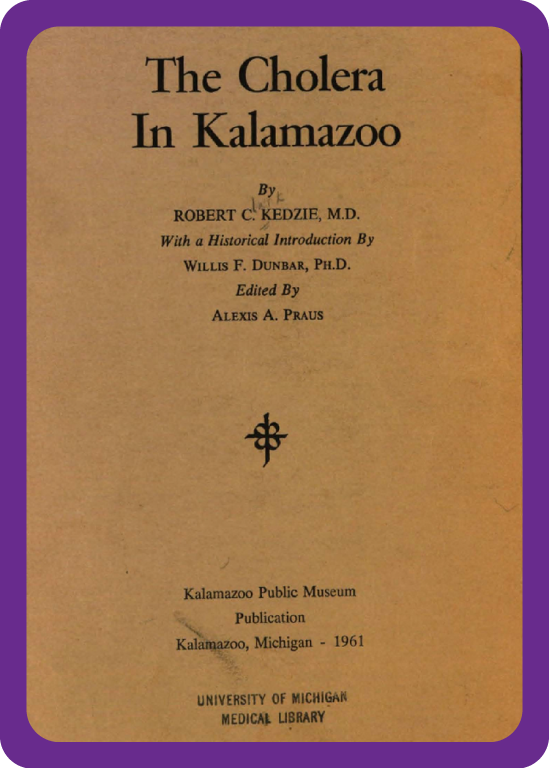 The Cholera
In Kalamazoo
By
ROBERT C. KEDZIE, M.D.
With a Historical Introduction By
WILLIS F. DUNBAR, PH.D.
Edited By
ALEXIS A. PRAUS
Kalamazoo Public Museum
Publication
Kalamazoo, Michigan - 1961
UNIVERSITY OF MICHIGAN
MEDICAL LIBRARY